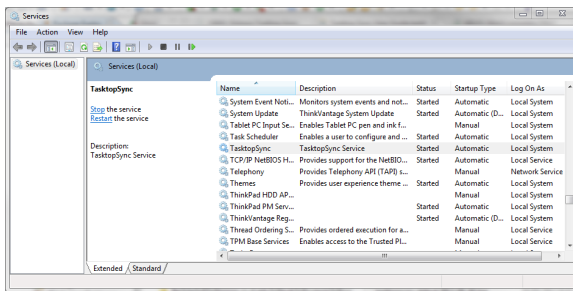 Services
File Action View Help
Services (Local)
Services (Local)
TasktopSync
Stop the service
Restart the service
Description:
TasktopSync Service
Name Description Status Startup Type Log On As
System Event Noti... Monitors system events and not... Started Automatic Local System
System Update ThinkVantage System Update Started Automatic (D... Local System
Tablet PC Input Se... Enables Tablet PC pen and ink f... Manual Local System
Task Scheduler Enables a user to configure and ... Started Automatic Local System
TasktopSync TasktopSync Service Started Automatic Local System
TCP/IP NetBIOS H... Provides support for the NetBIO... Started Automatic Local Service
Telephony Provides Telephony API (TAPI) s... Manual Network Service
Themes Provides user experience theme ... Started Automatic Local System
ThinkPad HDD AP... Manual Local System
ThinkPad PM Serv... Started Automatic Local System
ThinkVantage Reg... Started Automatic (D... Local System
Thread Ordering S... Provides ordered execution for a... Manual Local Service
TPM Base Services Enables access to the Trusted Pl... Manual Local Service
Extended Standard